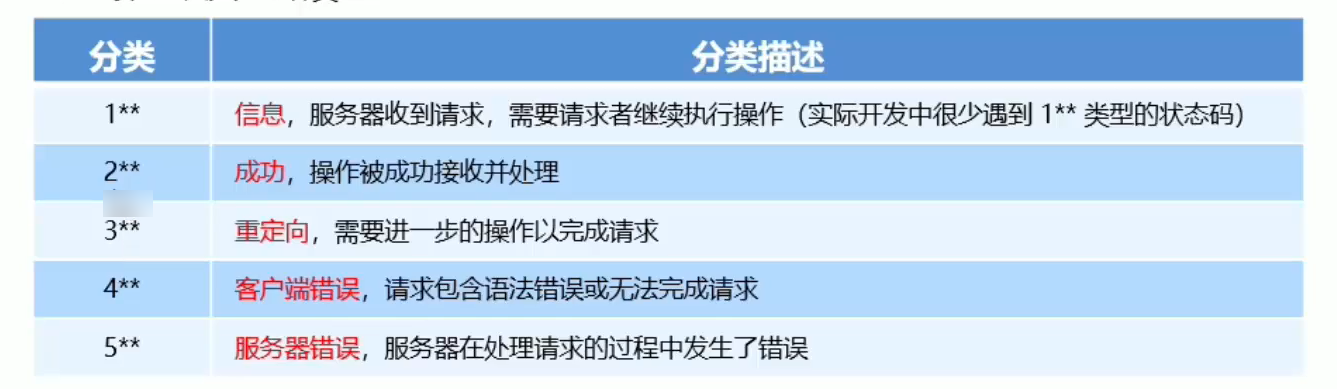 分类 分类描述
1** 信息，服务器收到请求，需要请求者继续执行操作（实际开发中很少遇到 1** 类型的状态码）
2** 成功，操作被成功接收并处理
3** 重定向，需要进一步的操作以完成请求
4** 客户端错误，请求包含语法错误或无法完成请求
5** 服务器错误，服务器在处理请求的过程中发生了错误